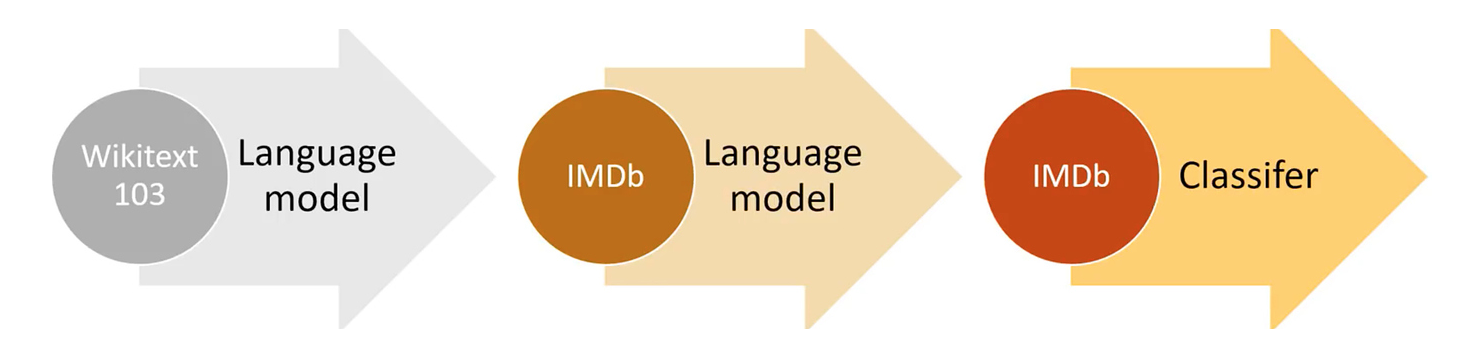 Wikitext
103
Language
model
IMDb
Language
model
IMDb
Classifer